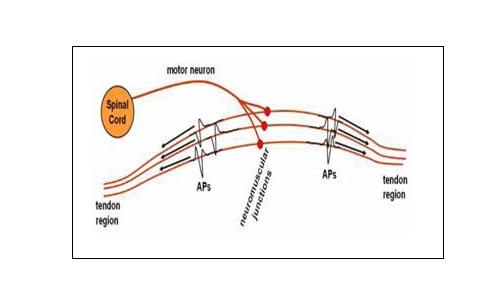 motor neuron
Spinal
Cord
APs
neuromuscular
junctions
APs
tendon
region
tendon
region